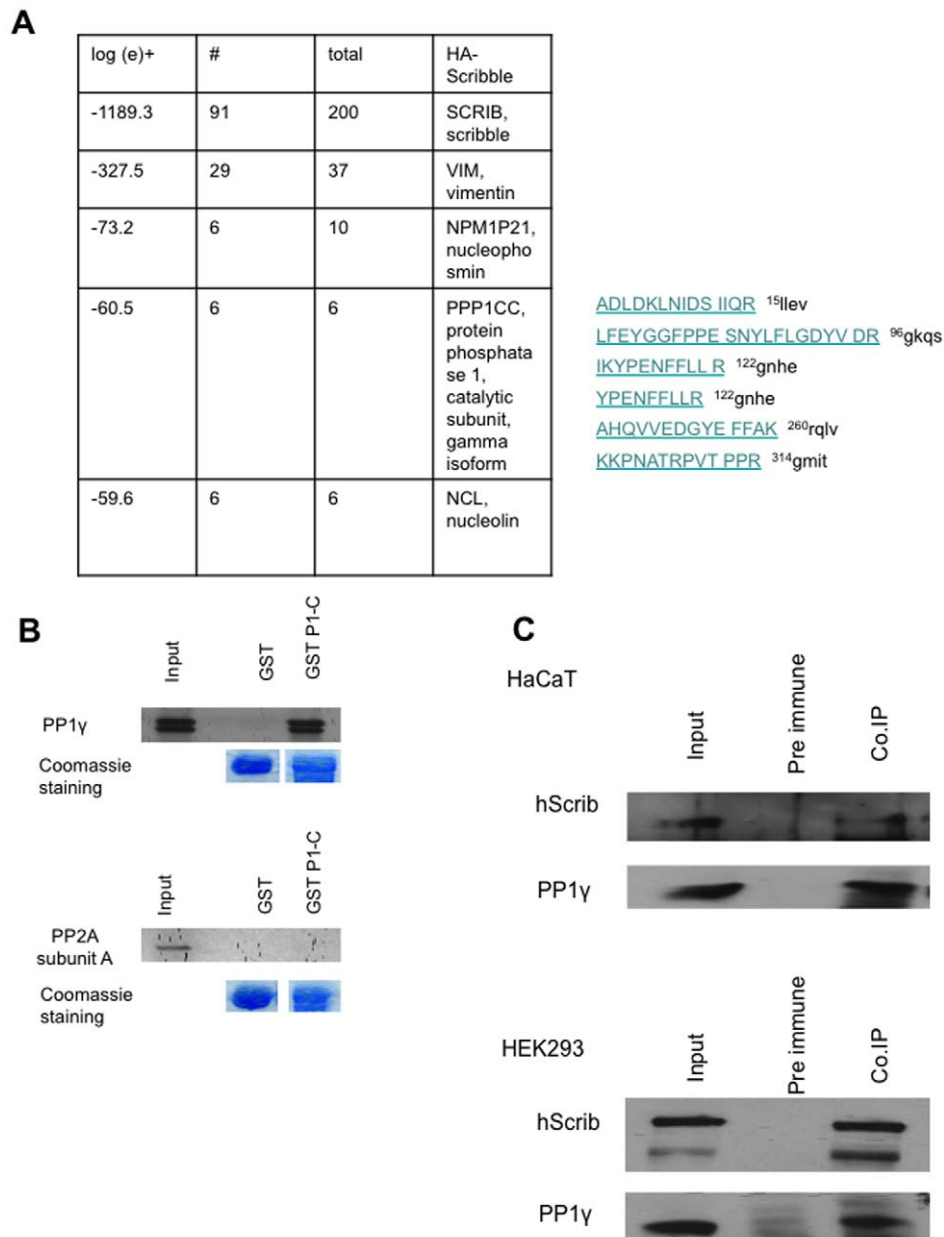 A
log (e)+ # total HA-
Scribble
-1189.3 91 200 SCRIB,
scribble
-327.5 29 37 VIM,
vimentin
-73.2 6 10 NPM1P21,
nucleopho
smin
-60.5 6 6 PPP1CC,
protein
phosphata
se 1,
catalytic
subunit,
gamma
isoform
-59.6 6 6 NCL,
nucleolin
ADLDKLNIDS IIQR 15llev
LFEYGGFPPE SNYLFLGDYV DR 96gkqs
IKYPENFFLL R 122gnhe
YPENFFLLR 122gnhe
AHQVVEDGYE FFAK 260rqlv
KKPNATRPVT PPR 314gmit
B
Input GST GST P1-C
PP1γ
Coomassie
staining
Input GST GST P1-C
PP2A
subunit A
Coomassie
staining
C
HaCaT
Input Pre immune Co.IP
hScrib
PP1γ
HEK293
Input Pre immune Co.IP
hScrib
PP1γ